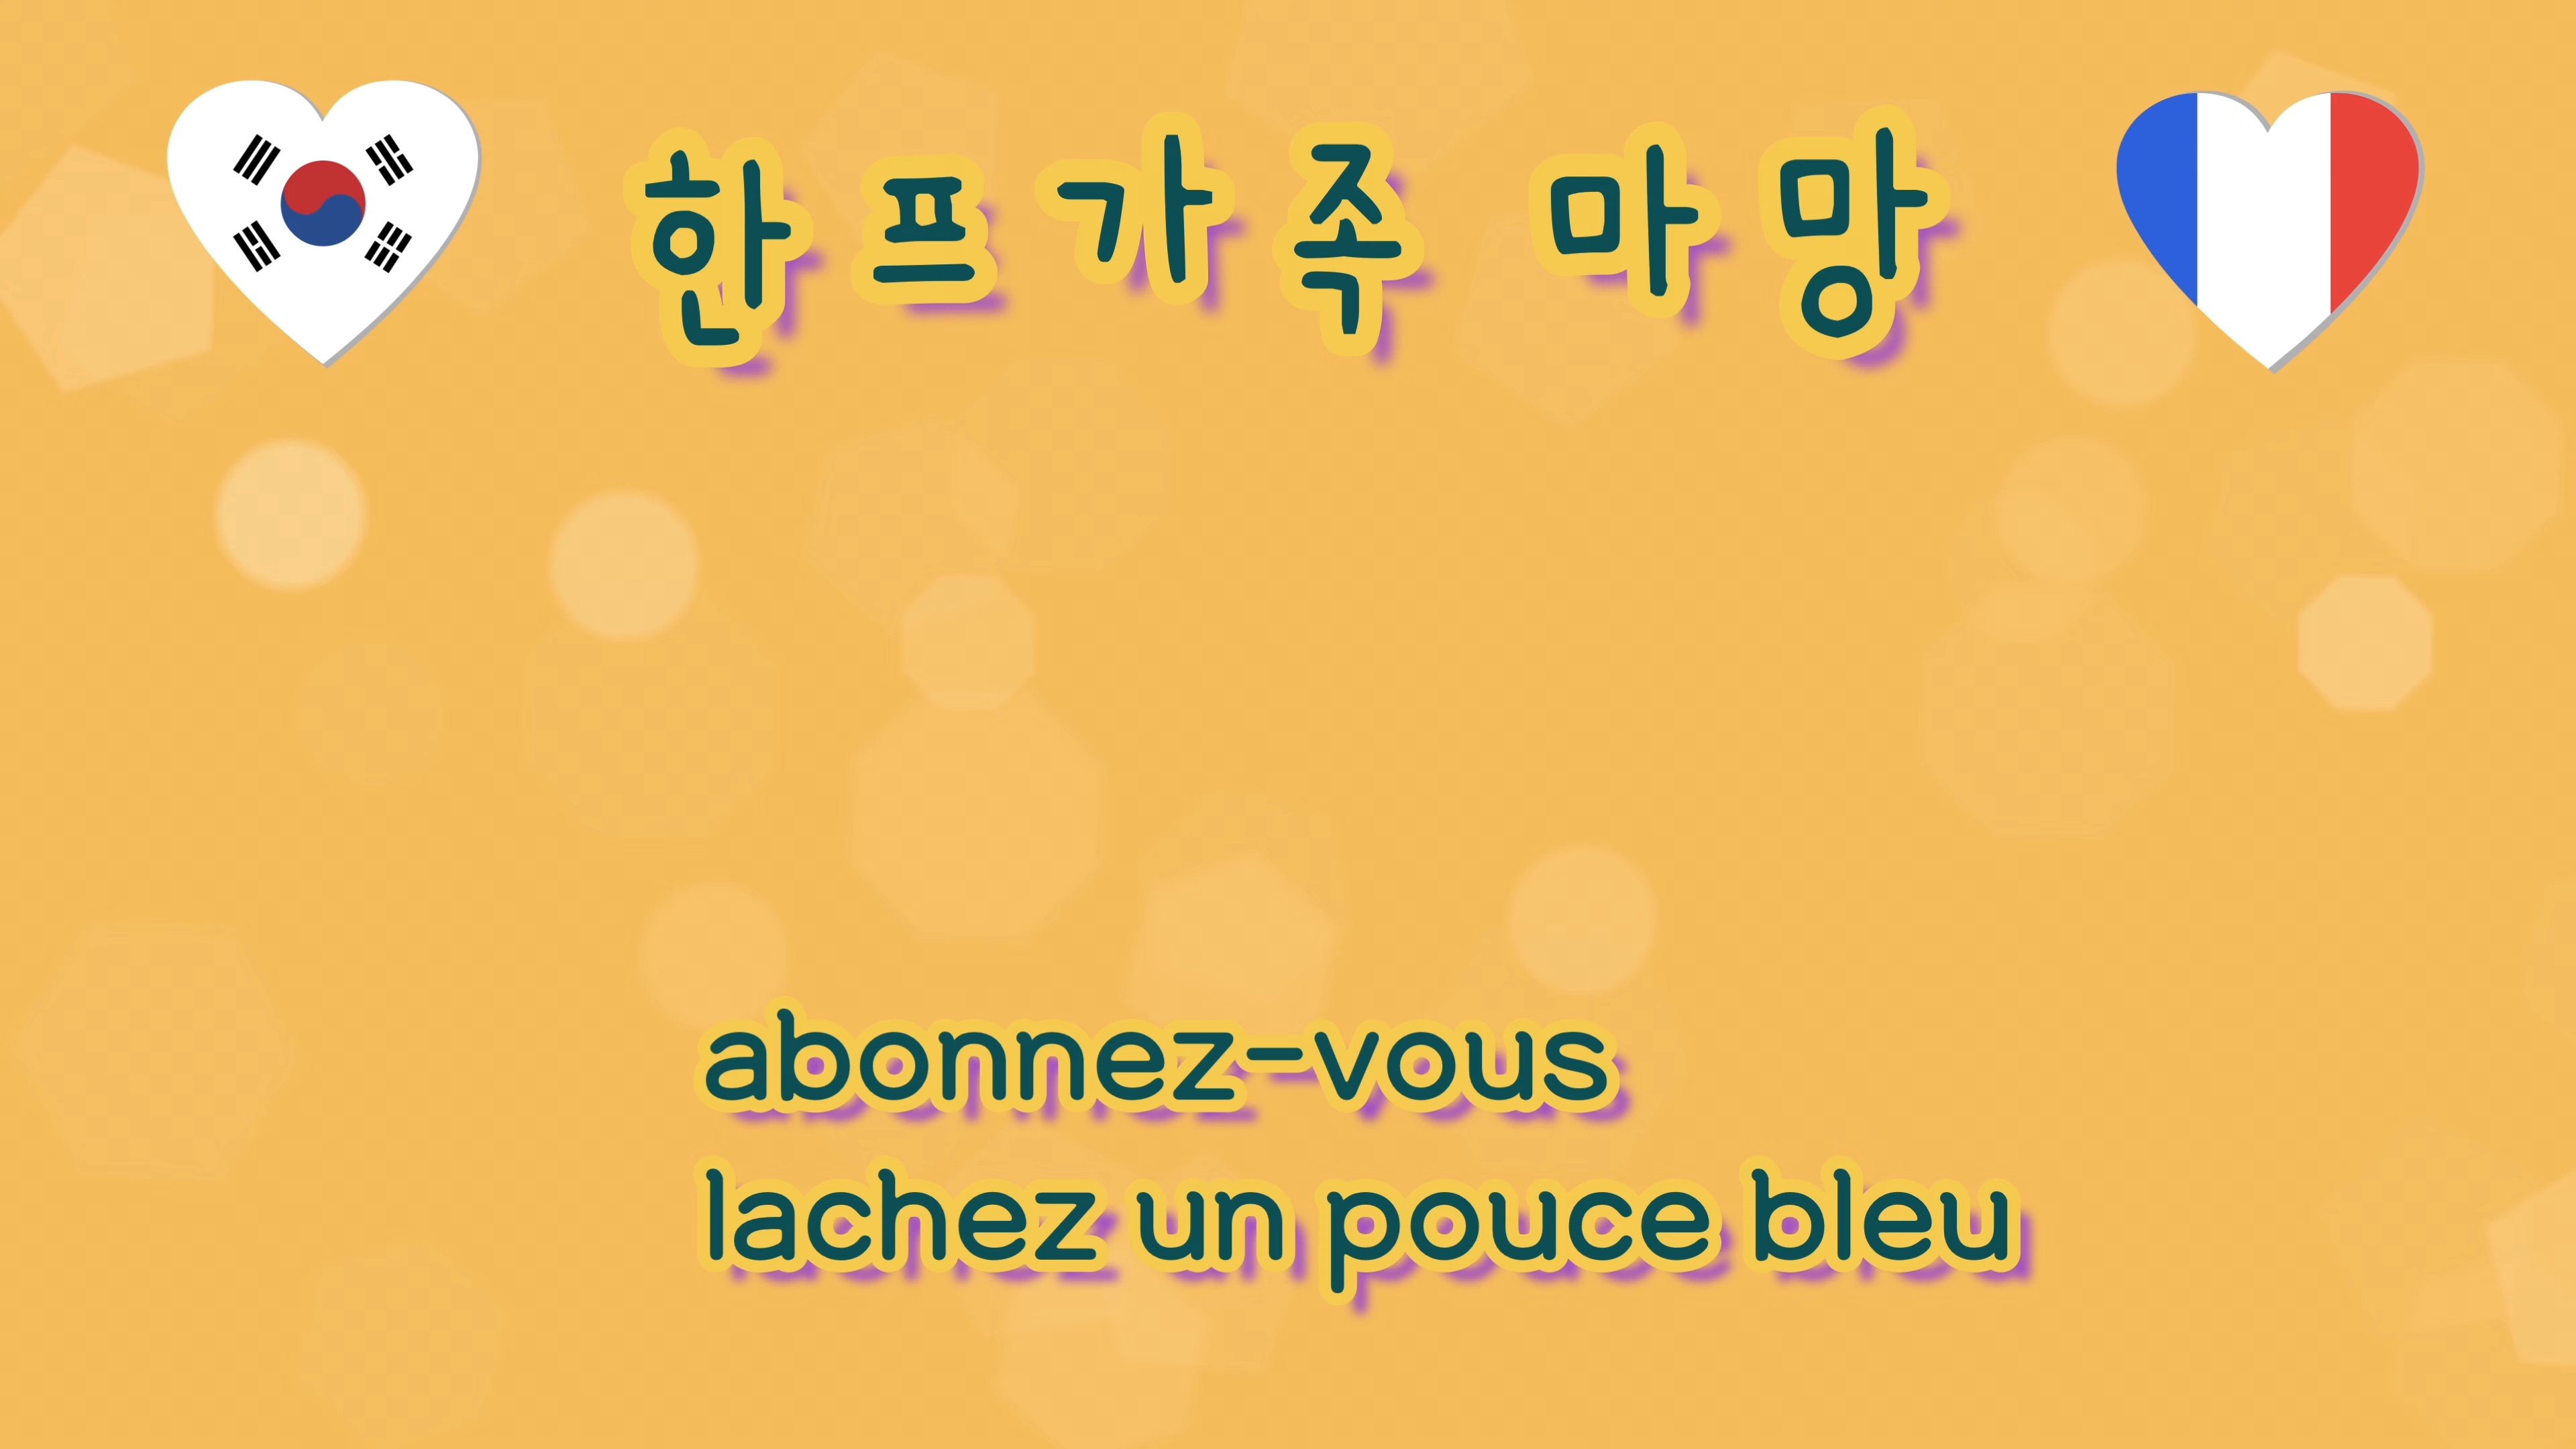 한프가족 마망
abonnez-vous
lachez un pouce bleu